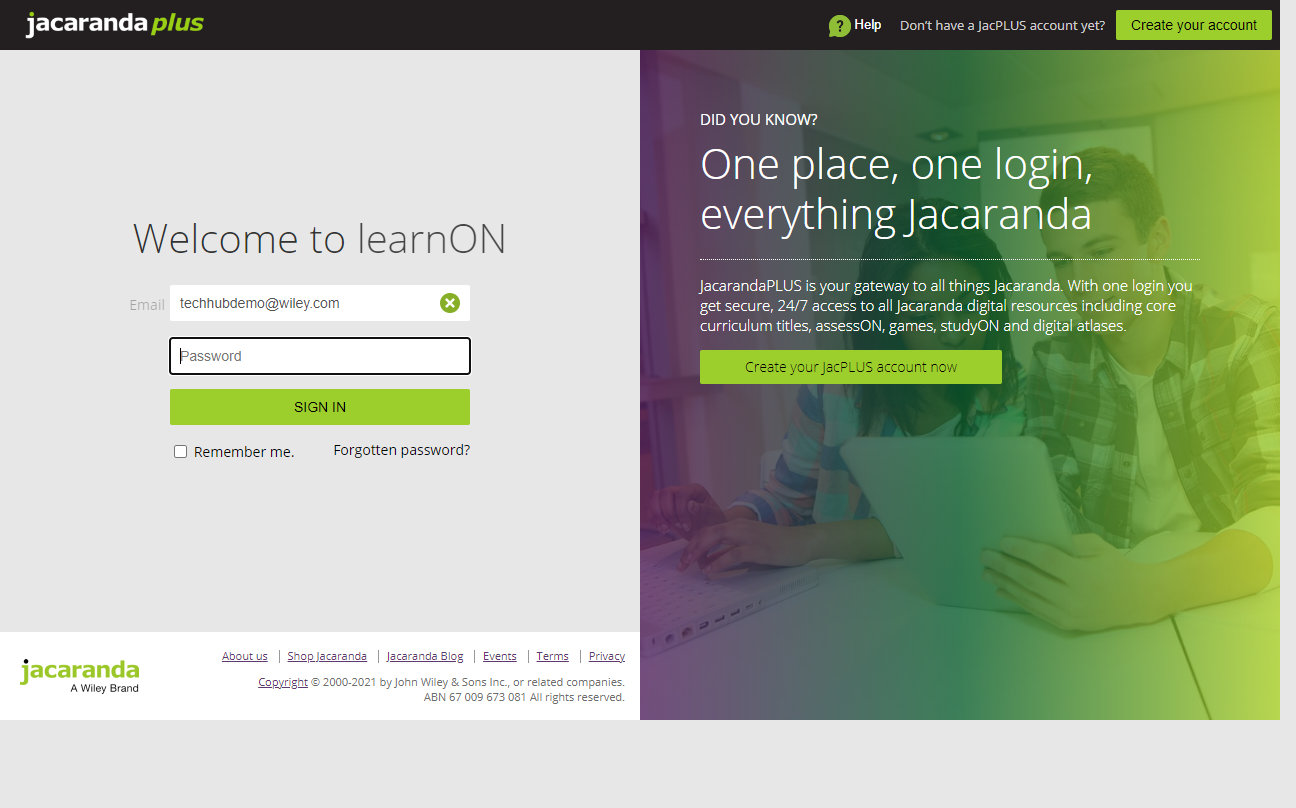 jacaranda plus
? Help Don't have a JacPLUS account yet? Create your account
Welcome to learnON
Email techhubdemo@wiley.com
Password
SIGN IN
Remember me. Forgotten password?
DID YOU KNOW?
One place, one login,
everything Jacaranda
JacarandaPLUS is your gateway to all things Jacaranda. With one login you
get secure, 24/7 access to all Jacaranda digital resources including core
curriculum titles, assessON, games, studyON and digital atlases.
Create your JacPLUS account now
jacaranda
A Wiley Brand
About us | Shop Jacaranda | Jacaranda Blog | Events | Terms | Privacy
Copyright © 2000-2021 by John Wiley & Sons Inc., or related companies.
ABN 67 009 673 081 All rights reserved.